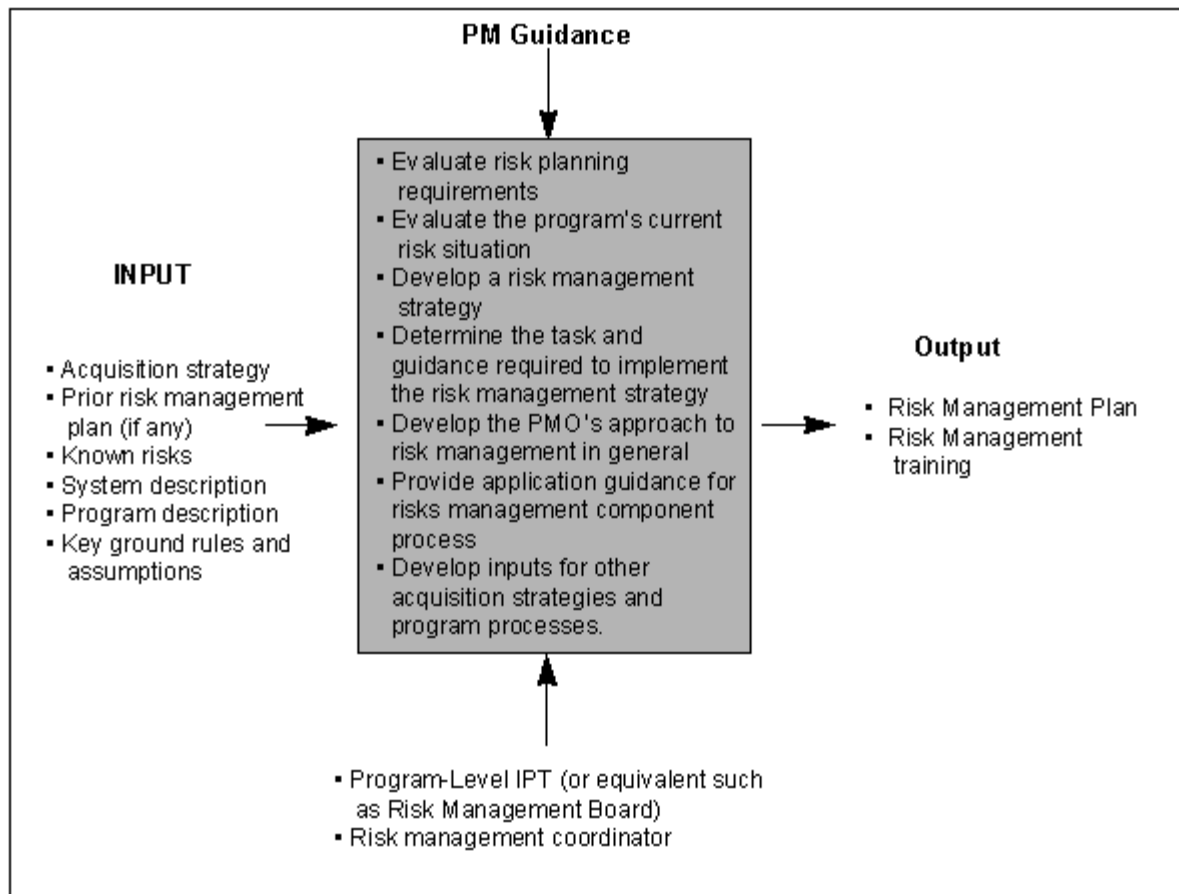 PM Guidance
▪ Evaluate risk planning
requirements
▪ Evaluate the program's current
risk situation
▪ Develop a risk management
strategy
▪ Determine the task and
guidance required to implement
the risk management strategy
▪ Develop the PMO's approach to
risk management in general
▪ Provide application guidance for
risks management component
process
▪ Develop inputs for other
acquisition strategies and
program processes.
INPUT
▪ Acquisition strategy
▪ Prior risk management
plan (if any)
▪ Known risks
▪ System description
▪ Program description
▪ Key ground rules and
assumptions
Output
▪ Risk Management Plan
▪ Risk Management
training
▪ Program-Level IPT (or equivalent such
as Risk Management Board)
▪ Risk management coordinator